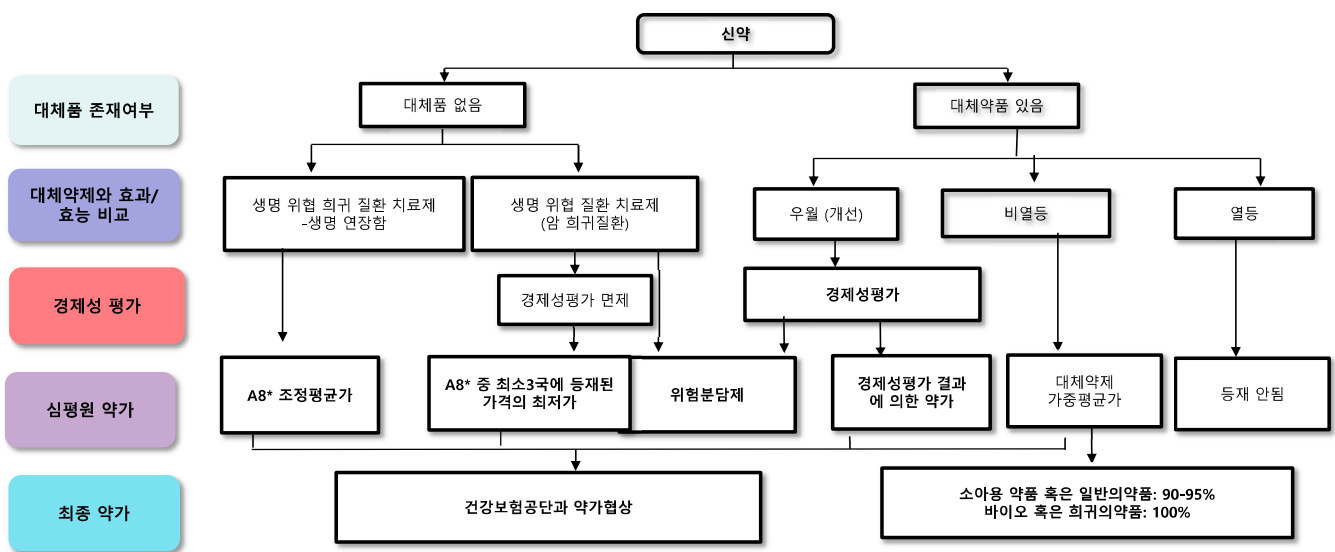 신약
대체품 존재여부
대체품 없음
대체약품 있음
대체약제와 효과/
효능 비교
생명 위협 희귀 질환 치료제
-생명 연장함
생명 위협 질환 치료제
(암 희귀질환)
우월 (개선)
비열등
열등
경제성 평가
경제성평가 면제
경제성평가
심평원 약가
A8* 조정평균가
A8* 중 최소3국에 등재된
가격의 최저가
위험분담제
경제성평가 결과
에 의한 약가
대체약제
가중평균가
등재 안됨
최종 약가
건강보험공단과 약가협상
소아용 약품 혹은 일반의약품: 90-95%
바이오 혹은 희귀의약품: 100%